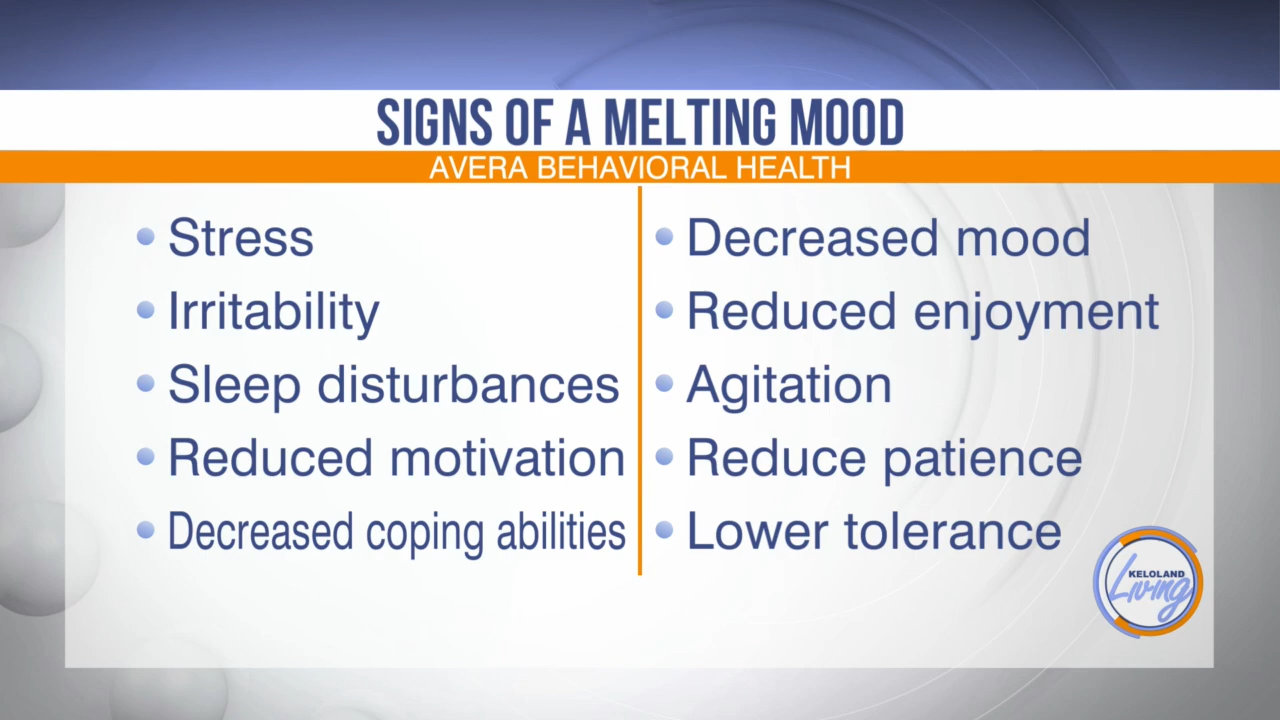 SIGNS OF A MELTING MOOD
AVERA BEHAVIORAL HEALTH
• Stress
• Irritability
• Sleep disturbances
• Reduced motivation
• Decreased coping abilities
• Decreased mood
• Reduced enjoyment
• Agitation
• Reduce patience
• Lower tolerance
KELOLAND
Living